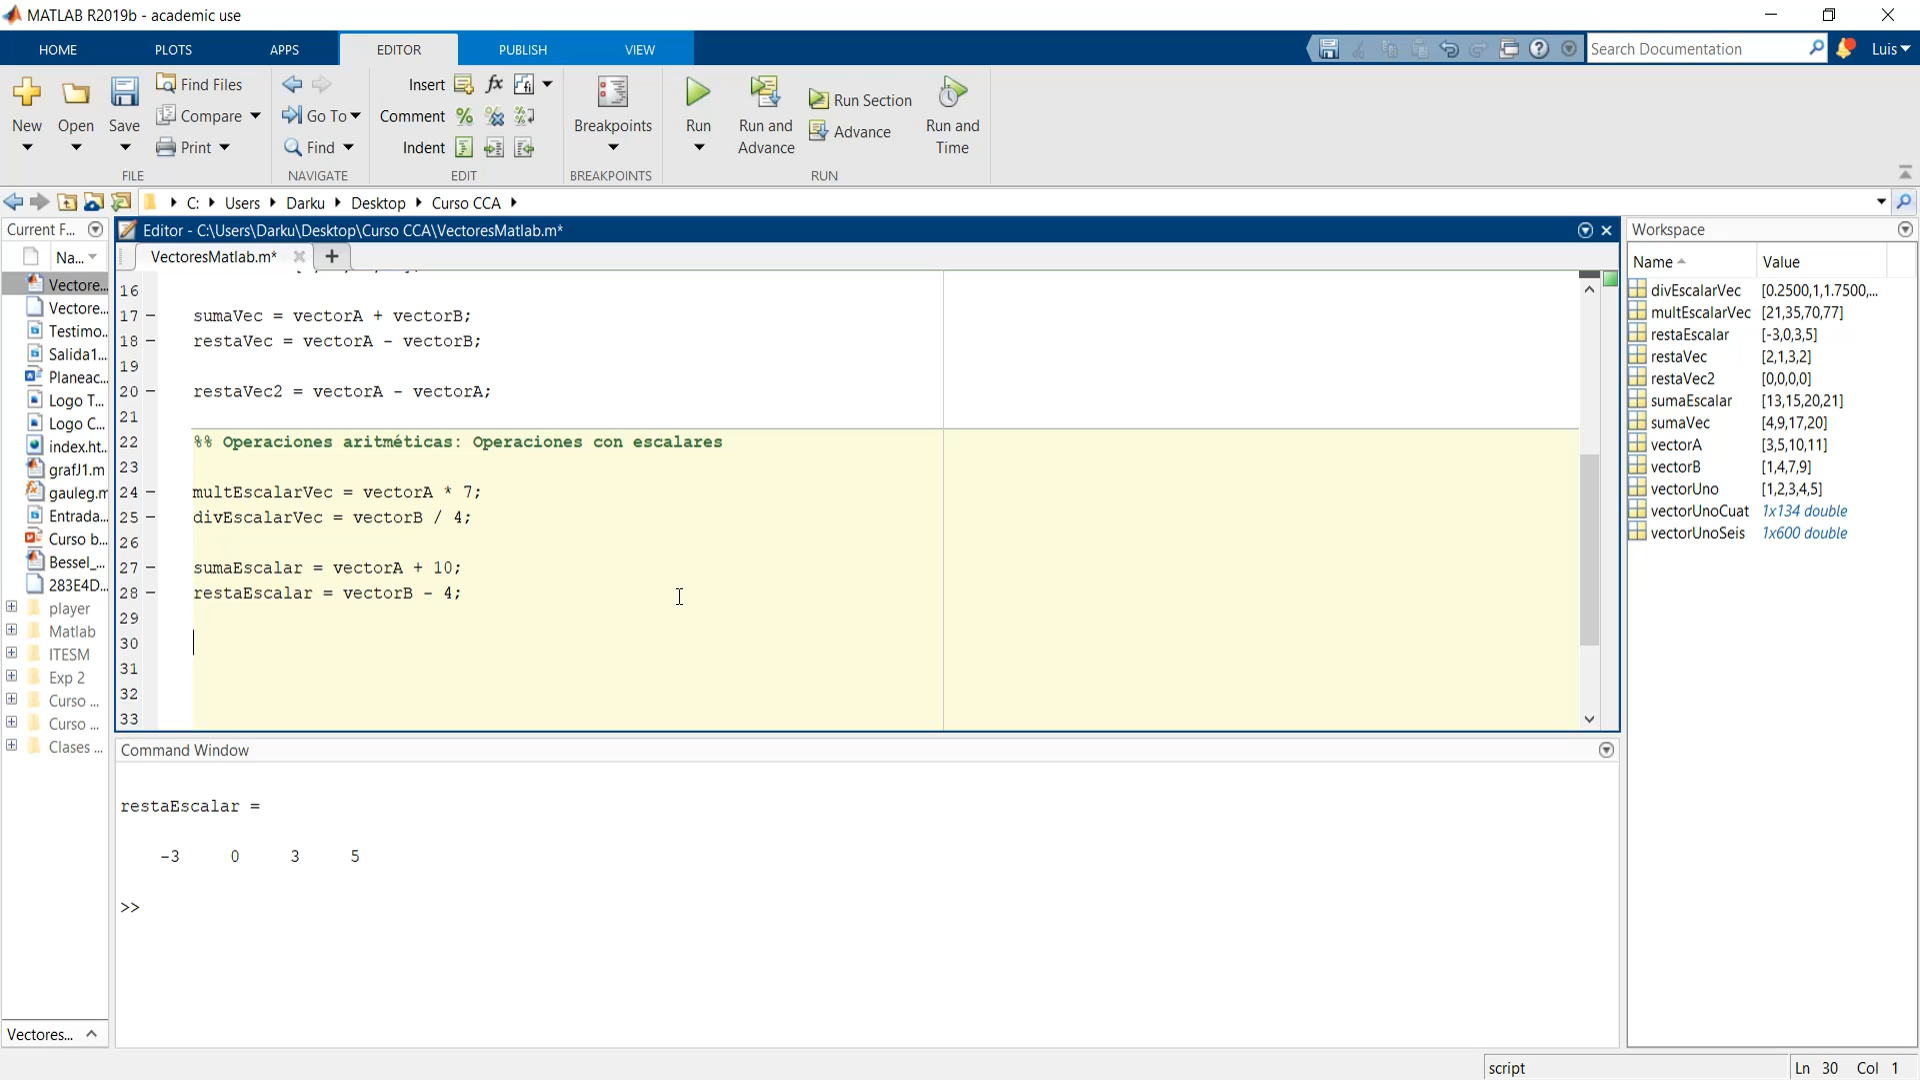 MATLAB R2019b - academic use
HOME PLOTS APPS EDITOR PUBLISH VIEW
Search Documentation
Luis
New
Open
Save
Find Files
Compare
Print
FILE
Go To
Find
NAVIGATE
Insert
Comment
Indent
EDIT
Breakpoints
BREAKPOINTS
Run
Run and Advance
Run Section
Advance
Run and Time
RUN
C: Users Darku Desktop Curso CCA
Current F...
Na...
Vectore...
Vectore...
Testimo...
Salida1...
Planeac...
Logo T...
Logo C...
index.ht...
grafJ1.m
gauleg.m
Entrada...
Curso b...
Bessel_...
283E4D...
player
Matlab
ITESM
Exp 2
Curso ...
Curso ...
Clases ...
Vectores...
Editor - C:\Users\Darku\Desktop\Curso CCA\VectoresMatlab.m*
VectoresMatlab.m*
16
17 - sumaVec = vectorA + vectorB;
18 - restaVec = vectorA - vectorB;
19
20 - restaVec2 = vectorA - vectorA;
21
22 %% Operaciones aritméticas: Operaciones con escalares
23
24 - multEscalarVec = vectorA * 7;
25 - divEscalarVec = vectorB / 4;
26
27 - sumaEscalar = vectorA + 10;
28 - restaEscalar = vectorB - 4;
29
30
31
32
33
Command Window
restaEscalar =
-3 0 3 5
>>
Workspace
Name Value
divEscalarVec [0.2500,1,1.7500,...
multEscalarVec [21,35,70,77]
restaEscalar [-3,0,3,5]
restaVec [2,1,3,2]
restaVec2 [0,0,0,0]
sumaEscalar [13,15,20,21]
sumaVec [4,9,17,20]
vectorA [3,5,10,11]
vectorB [1,4,7,9]
vectorUno [1,2,3,4,5]
vectorUnoCuat 1x134 double
vectorUnoSeis 1x600 double
script
Ln 30 Col 1